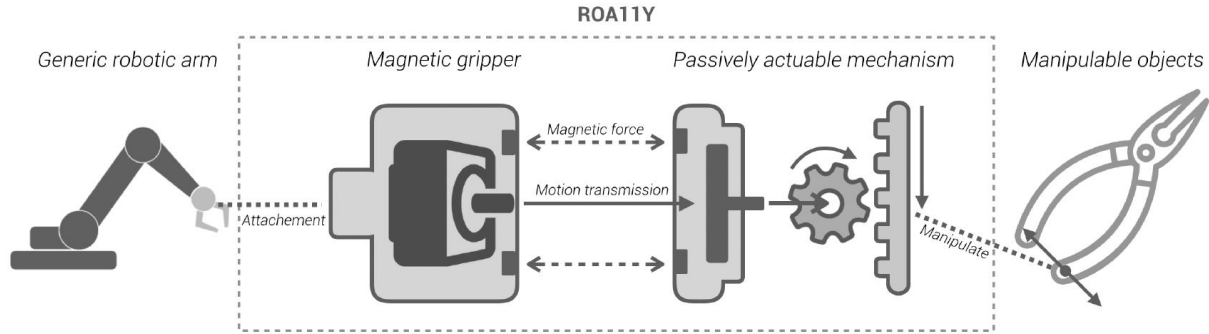 ROA11Y
Generic robotic arm
Magnetic gripper
Passively actuable mechanism
Manipulable objects
Magnetic force
Motion transmission
Attachement
Manipulate